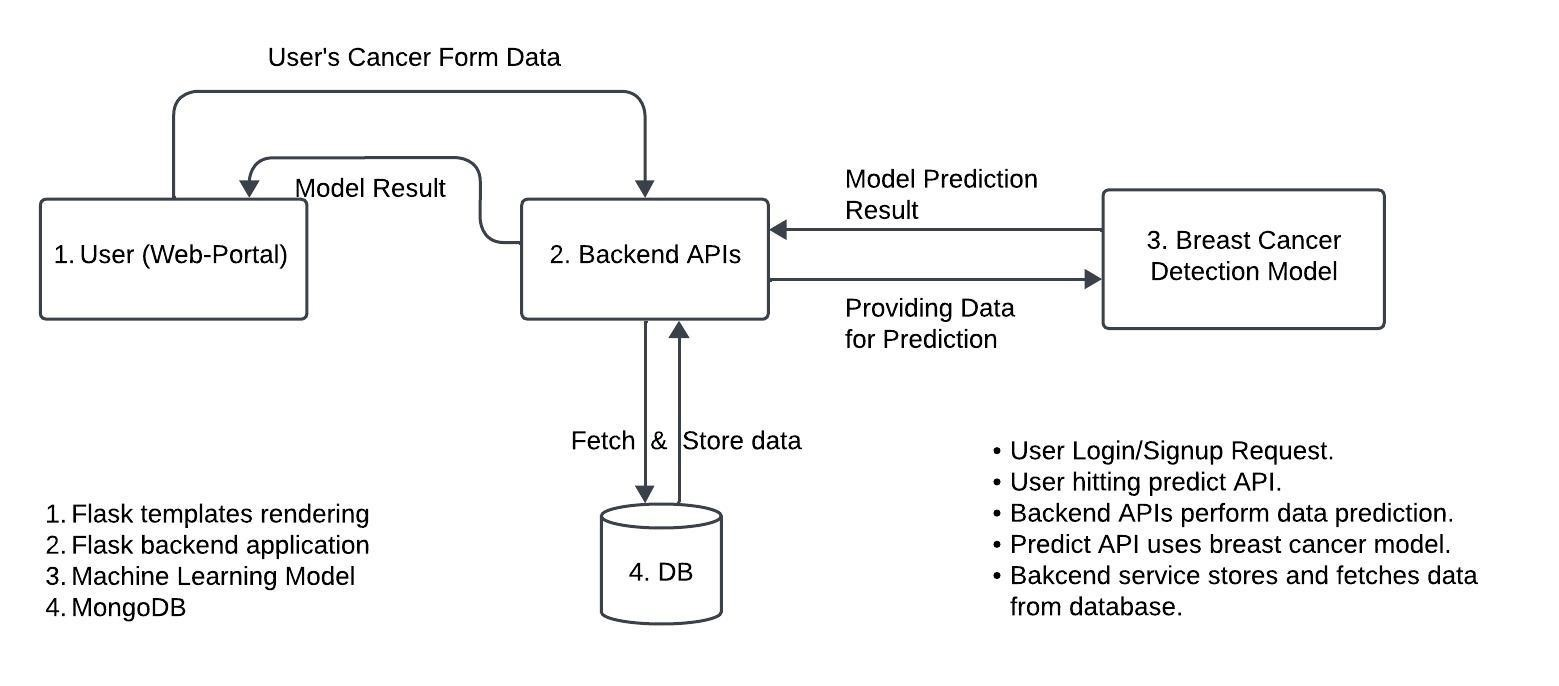 User's Cancer Form Data
Model Result
1. User (Web-Portal)
2. Backend APIs
Model Prediction
Result
3. Breast Cancer
Detection Model
Providing Data
for Prediction
Fetch & Store data
4. DB
1. Flask templates rendering
2. Flask backend application
3. Machine Learning Model
4. MongoDB
• User Login/Signup Request.
• User hitting predict API.
• Backend APIs perform data prediction.
• Predict API uses breast cancer model.
• Bakcend service stores and fetches data
from database.